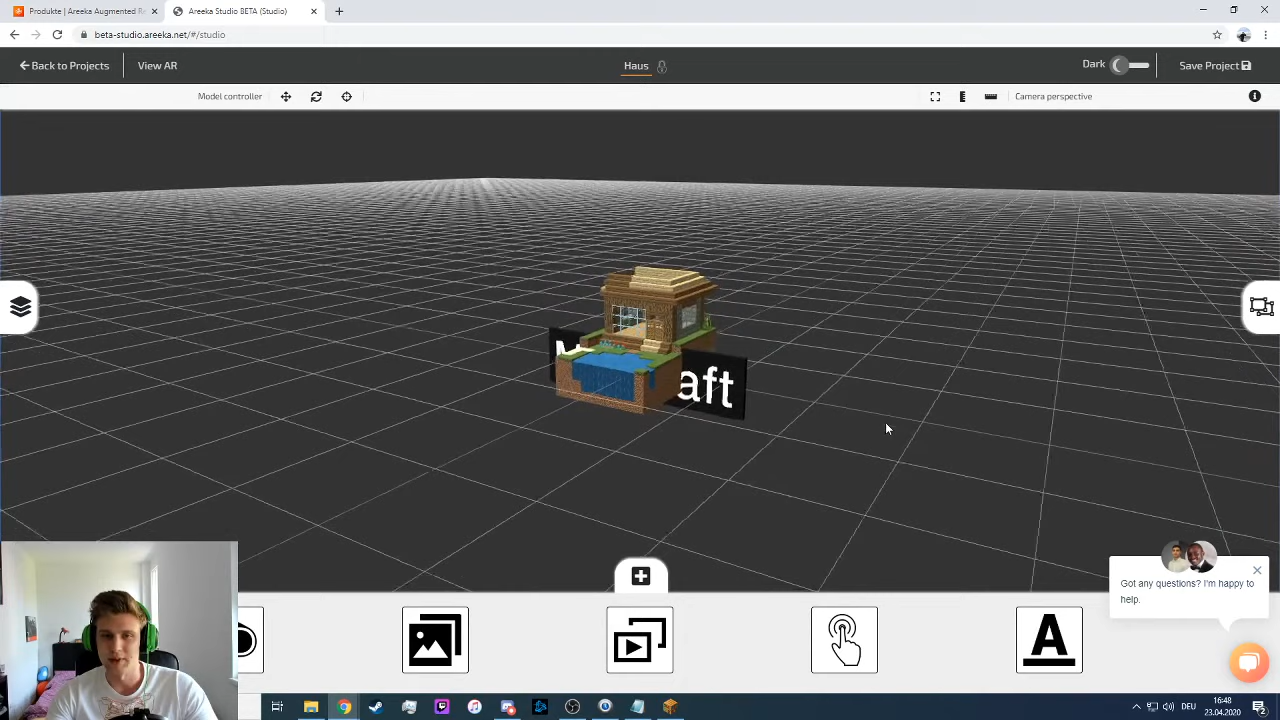 Produkte | Areeka Augmented Re
Areeka Studio BETA (Studio)
beta-studio.areeka.net/#/studio
Back to Projects
View AR
Haus
Dark
Save Project
Model controller
Camera perspective
aft
Got any questions? I'm happy to
help.
A
DEU
16:48
23.04.2020
2